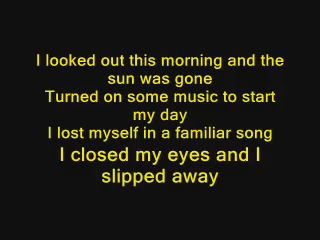 I looked out this morning and the
sun was gone
Turned on some music to start
my day
I lost myself in a familiar song
I closed my eyes and I
slipped away